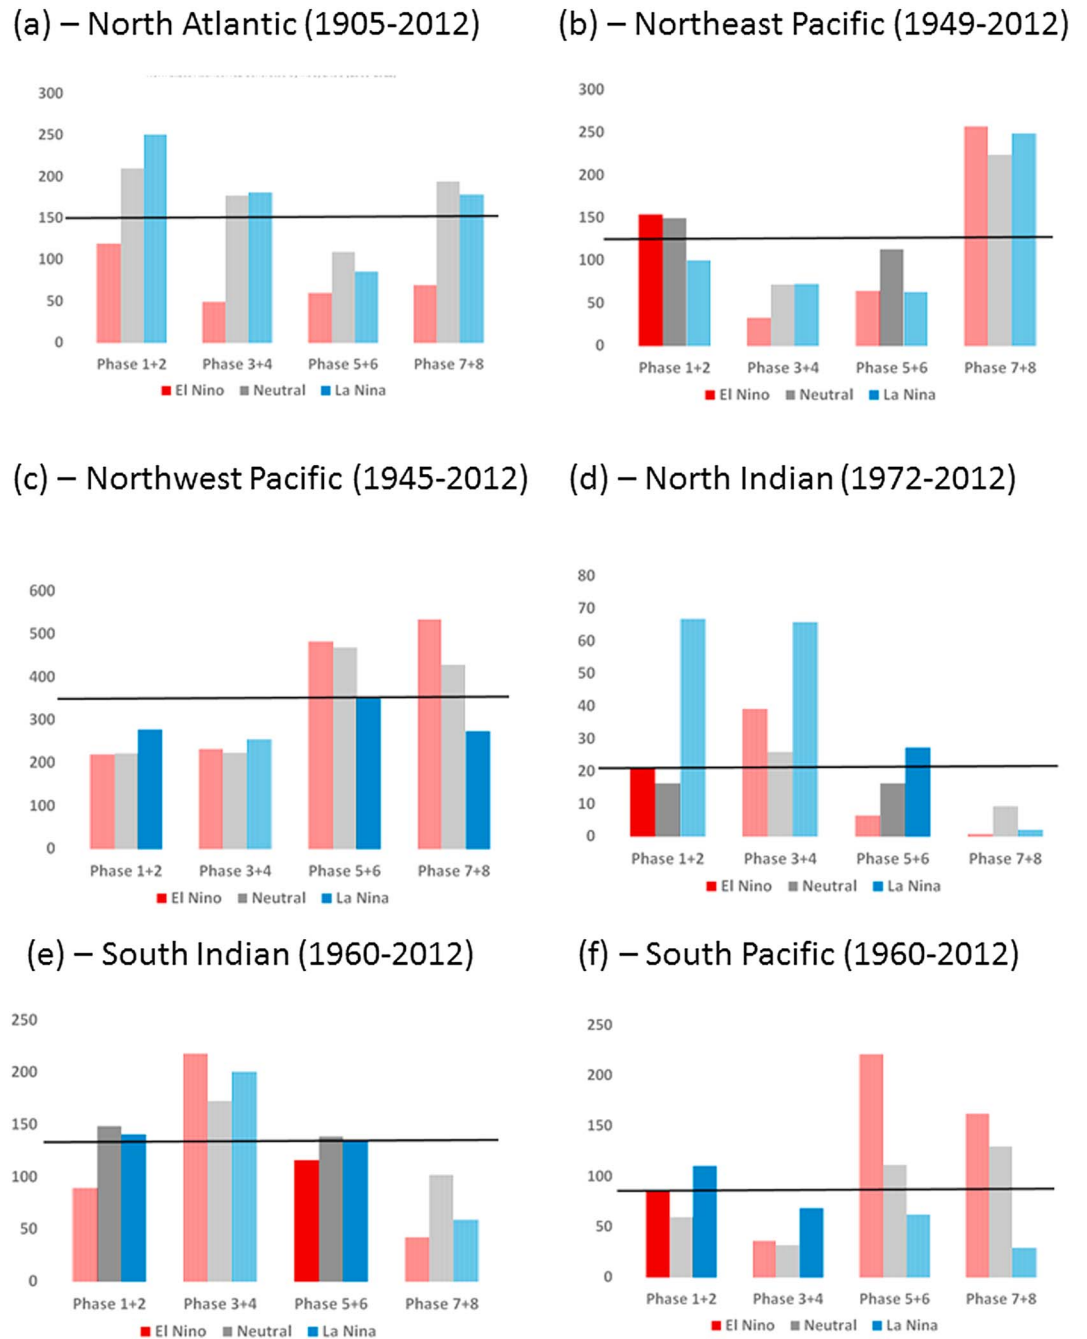 (a) – North Atlantic (1905-2012)
300
250
200
150
100
50
0
Phase 1+2 Phase 3+4 Phase 5+6 Phase 7+8
El Nino Neutral La Nina
(b) – Northeast Pacific (1949-2012)
300
250
200
150
100
50
0
Phase 1+2 Phase 3+4 Phase 5+6 Phase 7+8
El Nino Neutral La Nina
(c) – Northwest Pacific (1945-2012)
600
500
400
300
200
100
0
Phase 1+2 Phase 3+4 Phase 5+6 Phase 7+8
El Nino Neutral La Nina
(d) – North Indian (1972-2012)
80
70
60
50
40
30
20
10
0
Phase 1+2 Phase 3+4 Phase 5+6 Phase 7+8
El Nino Neutral La Nina
(e) – South Indian (1960-2012)
250
200
150
100
50
0
Phase 1+2 Phase 3+4 Phase 5+6 Phase 7+8
El Nino Neutral La Nina
(f) – South Pacific (1960-2012)
250
200
150
100
50
0
Phase 1+2 Phase 3+4 Phase 5+6 Phase 7+8
El Nino Neutral La Nina